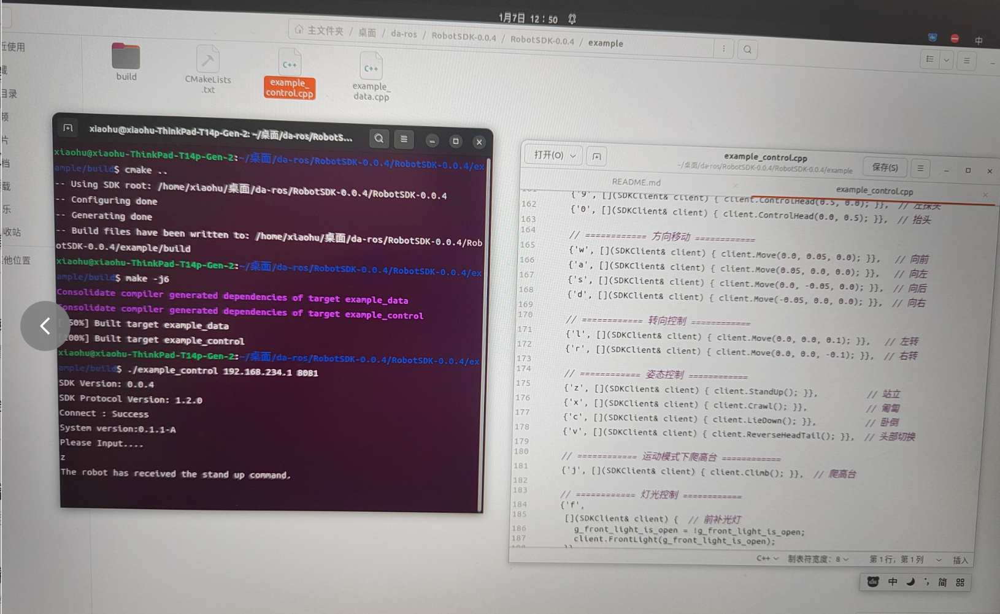 1月7日 12：50
主文件夹 / 桌面 / da-ros / RobotSDK-0.0.4 / RobotSDK-0.0.4 / example
中
近使用
藏
目录
频
片
档
载
乐
收站
其他位置
build
CMakeLists
.txt
example_
control.cpp
example_
data.cpp
xiaohu@xiaohu-ThinkPad-T14p-Gen-2: ~/桌面/da-ros/RobotS...
xiaohu@xiaohu-ThinkPad-T14p-Gen-2:~/桌面/da-ros/RobotSDK-0.0.4/RobotSDK-0.0.4/ex
ample/build$ cmake ..
-- Using SDK root: /home/xiaohu/桌面/da-ros/RobotSDK-0.0.4/RobotSDK-0.0.4
-- Configuring done
-- Generating done
-- Build files have been written to: /home/xiaohu/桌面/da-ros/RobotSDK-0.0.4/Rob
otSDK-0.0.4/example/build
xiaohu@xiaohu-ThinkPad-T14p-Gen-2:~/桌面/da-ros/RobotSDK-0.0.4/RobotSDK-0.0.4/ex
ample/build$ make -j6
Consolidate compiler generated dependencies of target example_data
Consolidate compiler generated dependencies of target example_control
[ 50%] Built target example_data
[100%] Built target example_control
xiaohu@xiaohu-ThinkPad-T14p-Gen-2:~/桌面/da-ros/RobotSDK-0.0.4/RobotSDK-0.0.4/ex
ample/build$ ./example_control 192.168.234.1 8081
SDK Version: 0.0.4
SDK Protocol Version: 1.2.0
Connect : Success
System version:0.1.1-A
Please Input....
z
The robot has received the stand up command.
打开(O)
example_control.cpp
~/桌面/da-ros/RobotSDK-0.0.4/RobotSDK-0.0.4/example
保存(S)
README.md
example_control.cpp
{'9', [](SDKClient& client) { client.ControlHead(0.5, 0.0); }}, // 左探头
162 {'0', [](SDKClient& client) { client.ControlHead(0.0, 0.5); }}, // 抬头
163
164 // ============ 方向移动 ============
165 {'w', [](SDKClient& client) { client.Move(0.0, 0.05, 0.0); }}, // 向前
166 {'a', [](SDKClient& client) { client.Move(0.05, 0.0, 0.0); }}, // 向左
167 {'s', [](SDKClient& client) { client.Move(0.0, -0.05, 0.0); }}, // 向后
168 {'d', [](SDKClient& client) { client.Move(-0.05, 0.0, 0.0); }}, // 向右
169
170 // ============ 转向控制 ============
171 {'l', [](SDKClient& client) { client.Move(0.0, 0.0, 0.1); }}, // 左转
172 {'r', [](SDKClient& client) { client.Move(0.0, 0.0, -0.1); }}, // 右转
173
174 // ============ 姿态控制 ============
175 {'z', [](SDKClient& client) { client.StandUp(); }}, // 站立
176 {'x', [](SDKClient& client) { client.Crawl(); }}, // 匍匐
177 {'c', [](SDKClient& client) { client.LieDown(); }}, // 卧倒
178 {'v', [](SDKClient& client) { client.ReverseHeadTail(); }}, // 头部切换
179
180 // ============ 运动模式下爬高台 ============
181 {'j', [](SDKClient& client) { client.Climb(); }}, // 爬高台
182
183 // ============ 灯光控制 ============
184 {'f',
185 [](SDKClient& client) { // 前补光灯
186 g_front_light_is_open = !g_front_light_is_open;
187 client.FrontLight(g_front_light_is_open);
C++ 制表符宽度：8 第1行，第1列 插入
中 简